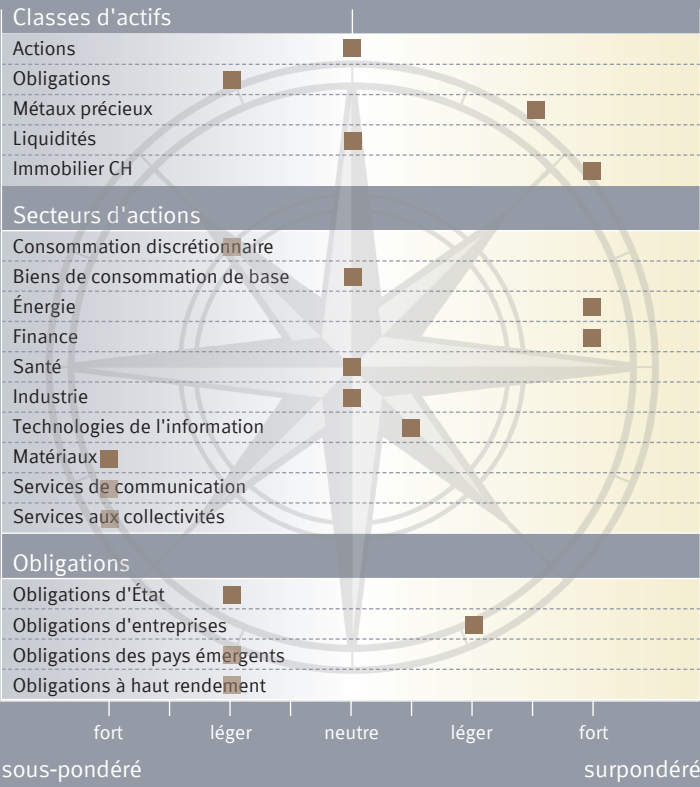 Classes d'actifs
Actions
Obligations
Métaux précieux
Liquidités
Immobilier CH
Secteurs d'actions
Consommation discrétionnaire
Biens de consommation de base
Énergie
Finance
Santé
Industrie
Technologies de l'information
Matériaux
Services de communication
Services aux collectivités
Obligations
Obligations d'État
Obligations d'entreprises
Obligations des pays émergents
Obligations à haut rendement
fort léger neutre léger fort
sous-pondéré surpondéré